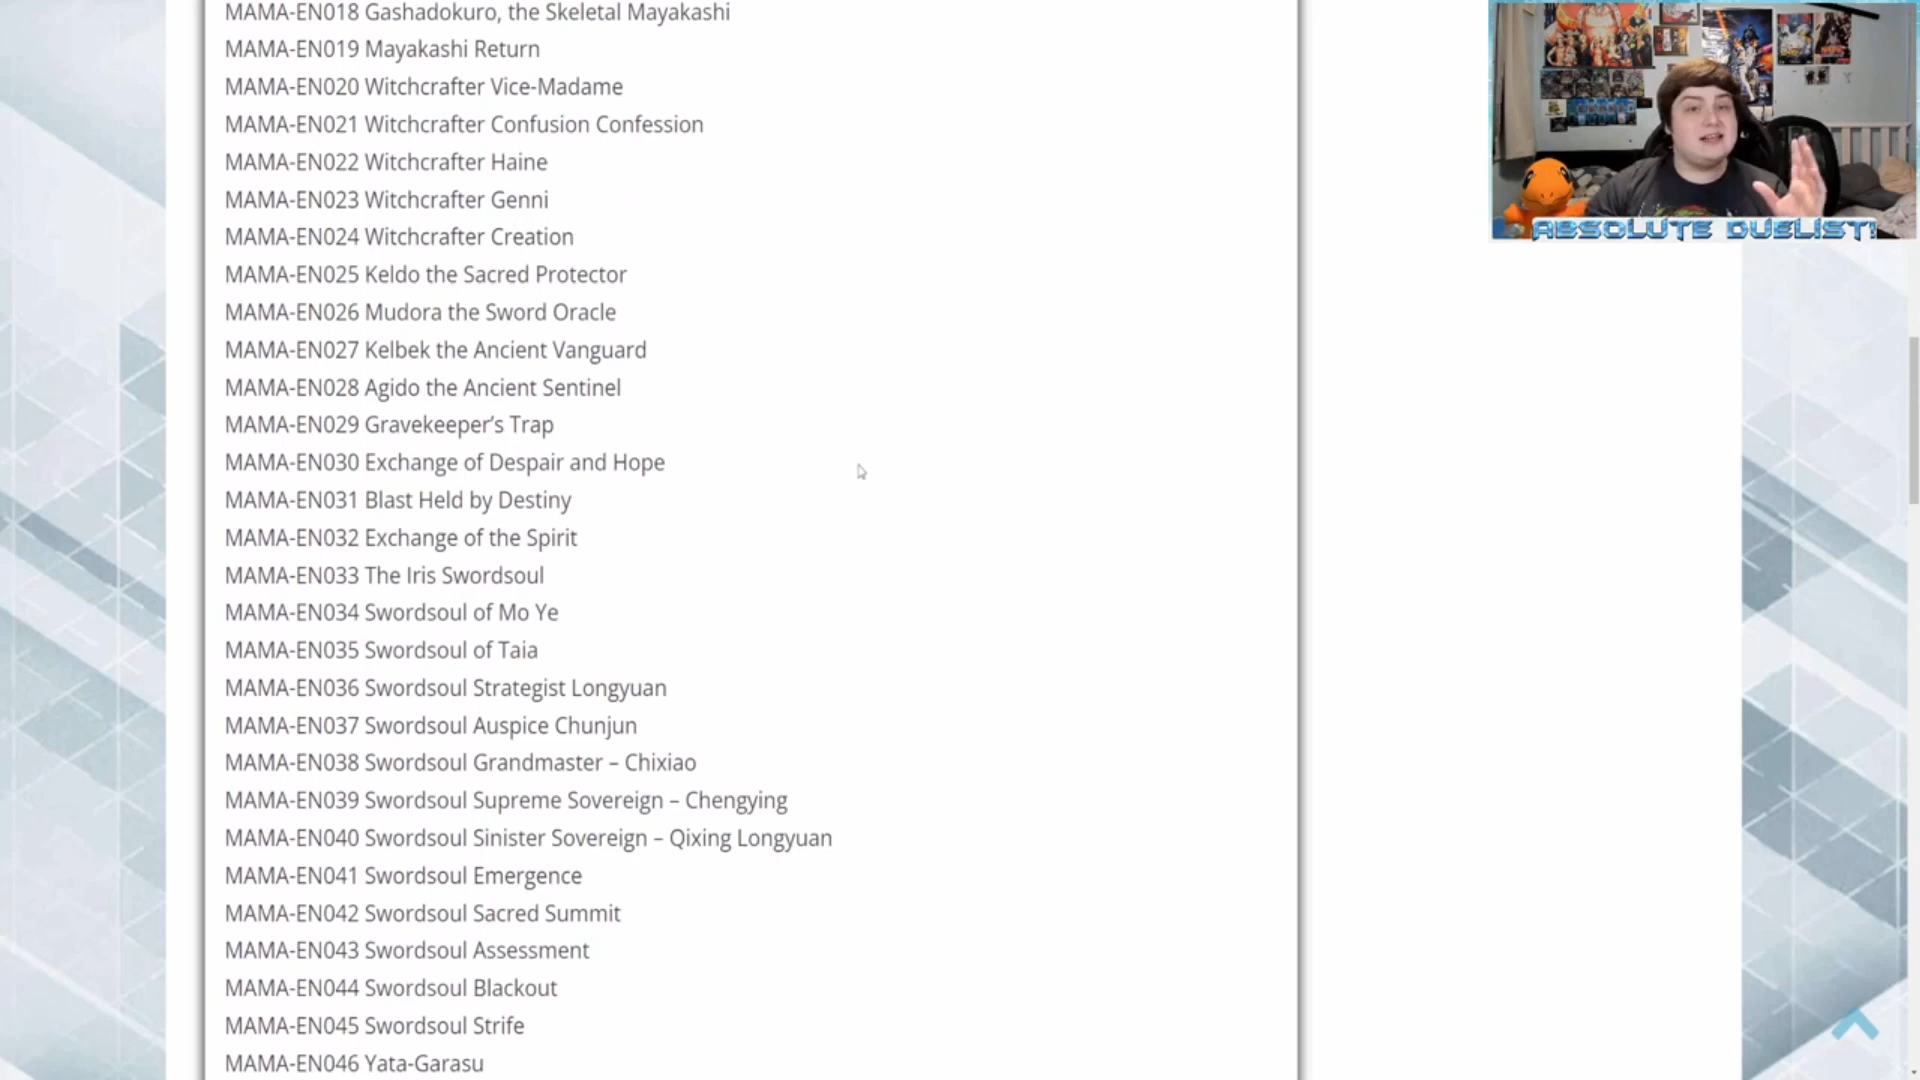 MAMA-EN018 Gashadokuro, the Skeletal Mayakashi
MAMA-EN019 Mayakashi Return
MAMA-EN020 Witchcrafter Vice-Madame
MAMA-EN021 Witchcrafter Confusion Confession
MAMA-EN022 Witchcrafter Haine
MAMA-EN023 Witchcrafter Genni
MAMA-EN024 Witchcrafter Creation
MAMA-EN025 Keldo the Sacred Protector
MAMA-EN026 Mudora the Sword Oracle
MAMA-EN027 Kelbek the Ancient Vanguard
MAMA-EN028 Agido the Ancient Sentinel
MAMA-EN029 Gravekeeper’s Trap
MAMA-EN030 Exchange of Despair and Hope
MAMA-EN031 Blast Held by Destiny
MAMA-EN032 Exchange of the Spirit
MAMA-EN033 The Iris Swordsoul
MAMA-EN034 Swordsoul of Mo Ye
MAMA-EN035 Swordsoul of Taia
MAMA-EN036 Swordsoul Strategist Longyuan
MAMA-EN037 Swordsoul Auspice Chunjun
MAMA-EN038 Swordsoul Grandmaster – Chixiao
MAMA-EN039 Swordsoul Supreme Sovereign – Chengying
MAMA-EN040 Swordsoul Sinister Sovereign – Qixing Longyuan
MAMA-EN041 Swordsoul Emergence
MAMA-EN042 Swordsoul Sacred Summit
MAMA-EN043 Swordsoul Assessment
MAMA-EN044 Swordsoul Blackout
MAMA-EN045 Swordsoul Strife
MAMA-EN046 Yata-Garasu
ABSOLUTE DUELIST!